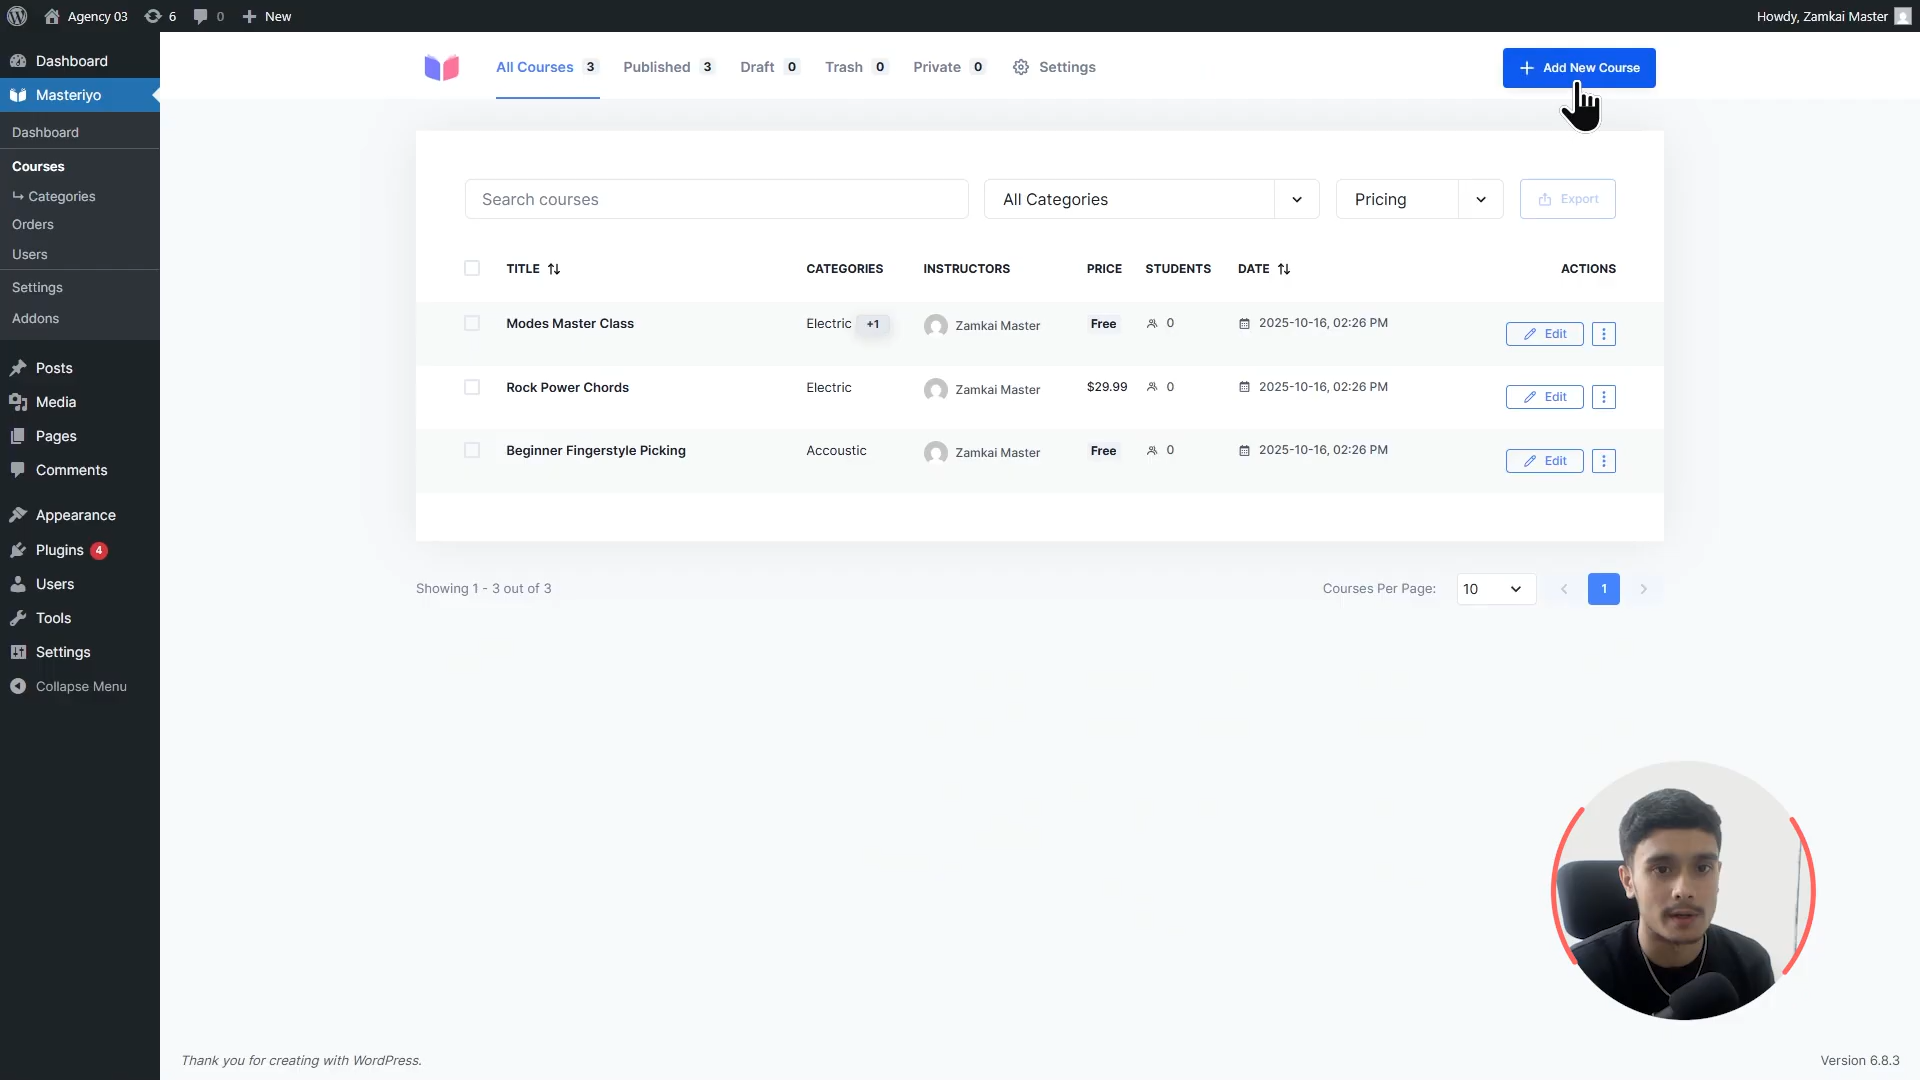 Agency 03 6 0 New Howdy, Zamkai Master
Dashboard
Masteriyo
Dashboard
Courses
↳ Categories
Orders
Users
Settings
Addons
Posts
Media
Pages
Comments
Appearance
Plugins 4
Users
Tools
Settings
Collapse Menu
All Courses 3 Published 3 Draft 0 Trash 0 Private 0 Settings
+ Add New Course
Search courses All Categories Pricing Export
TITLE CATEGORIES INSTRUCTORS PRICE STUDENTS DATE ACTIONS
Modes Master Class Electric +1 Zamkai Master Free 0 2025-10-16, 02:26 PM Edit
Rock Power Chords Electric Zamkai Master $29.99 0 2025-10-16, 02:26 PM Edit
Beginner Fingerstyle Picking Accoustic Zamkai Master Free 0 2025-10-16, 02:26 PM Edit
Showing 1 - 3 out of 3 Courses Per Page: 10 1
Thank you for creating with WordPress. Version 6.8.3